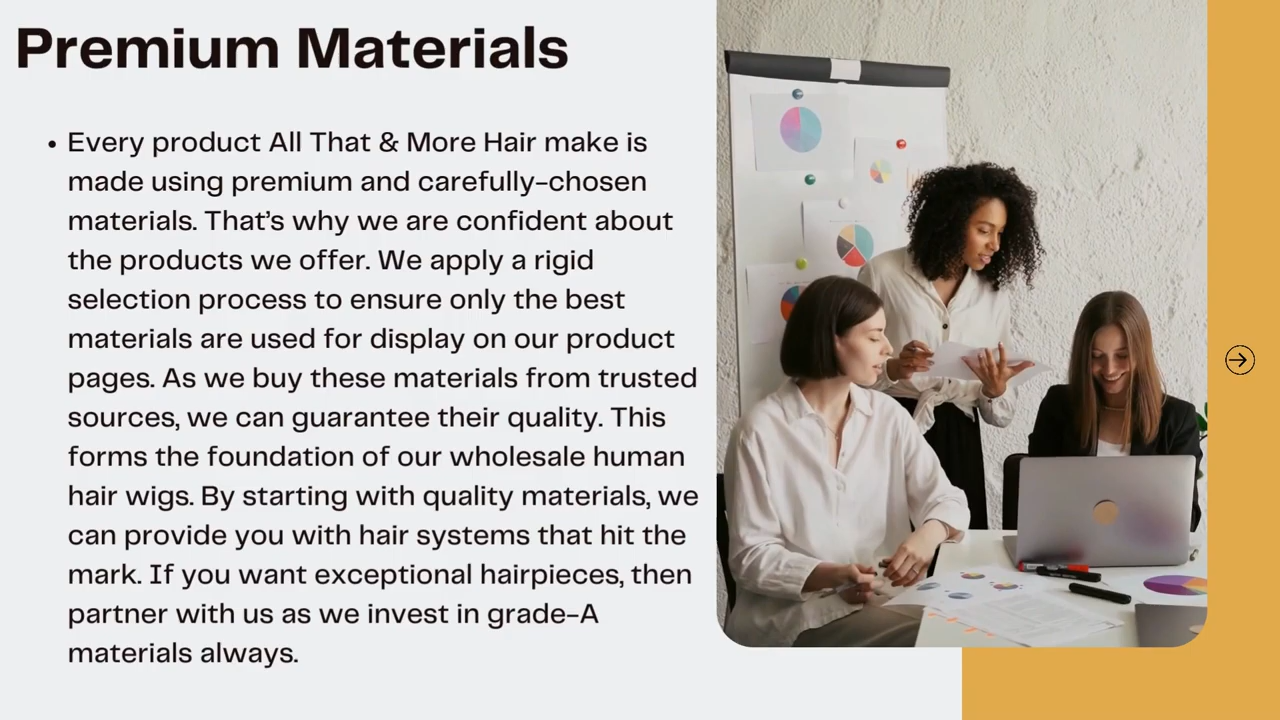 Premium Materials
• Every product All That & More Hair make is
made using premium and carefully-chosen
materials. That's why we are confident about
the products we offer. We apply a rigid
selection process to ensure only the best
materials are used for display on our product
pages. As we buy these materials from trusted
sources, we can guarantee their quality. This
forms the foundation of our wholesale human
hair wigs. By starting with quality materials, we
can provide you with hair systems that hit the
mark. If you want exceptional hairpieces, then
partner with us as we invest in grade-A
materials always.